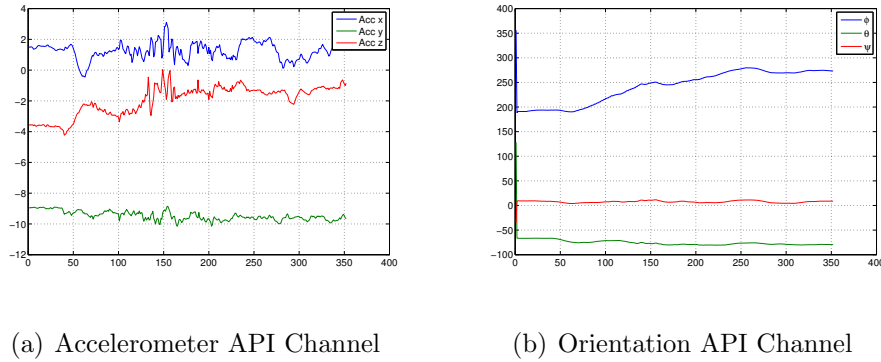 4
2
0
−2
−4
−6
−8
−10
−12
0 50 100 150 200 250 300 350 400
Acc x
Acc y
Acc z
400
350
300
250
200
150
100
50
0
−50
−100
0 50 100 150 200 250 300 350 400
ϕ
θ
ψ
(a) Accelerometer API Channel
(b) Orientation API Channel